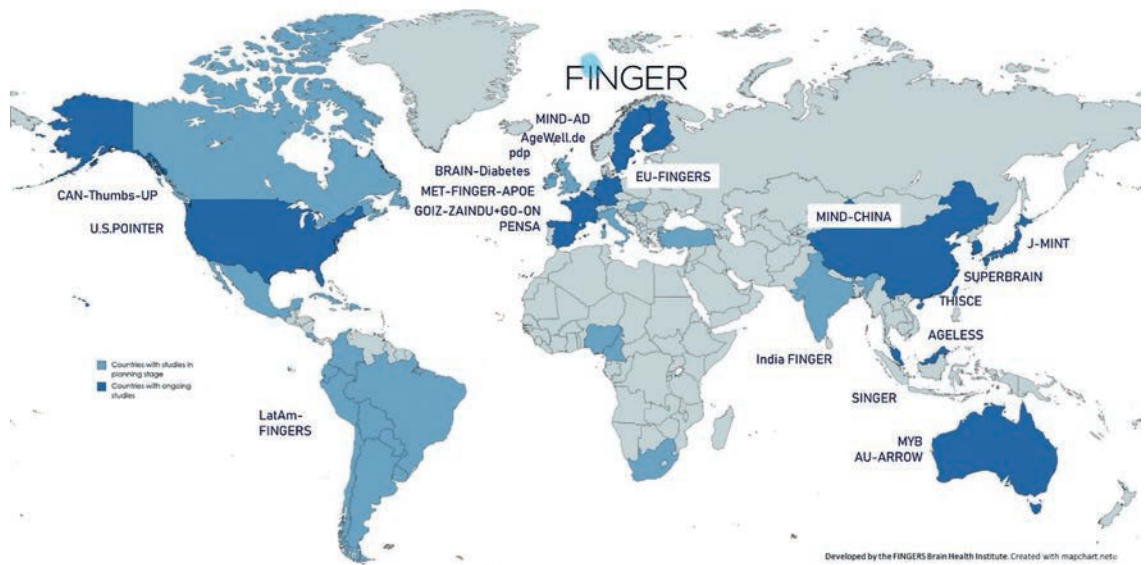 FINGER
MIND-AD
AgeWell.de
pdp
BRAIN-Diabetes
EU-FINGERS
MET-FINGER-APOE
CAN-Thumbs-UP
GOIZ-ZAINDU+GO-ON
PENSA
U.S.POINTER
MIND-CHINA
J-MINT
SUPERBRAIN
THISCE
AGELESS
India FINGER
Countries with studies in
planning stage
Countries with ongoing
studies
SINGER
LatAm-
FINGERS
MYB
AU-ARROW
Developed by the FINGERS Brain Health Institute. Created with mapchart.net©